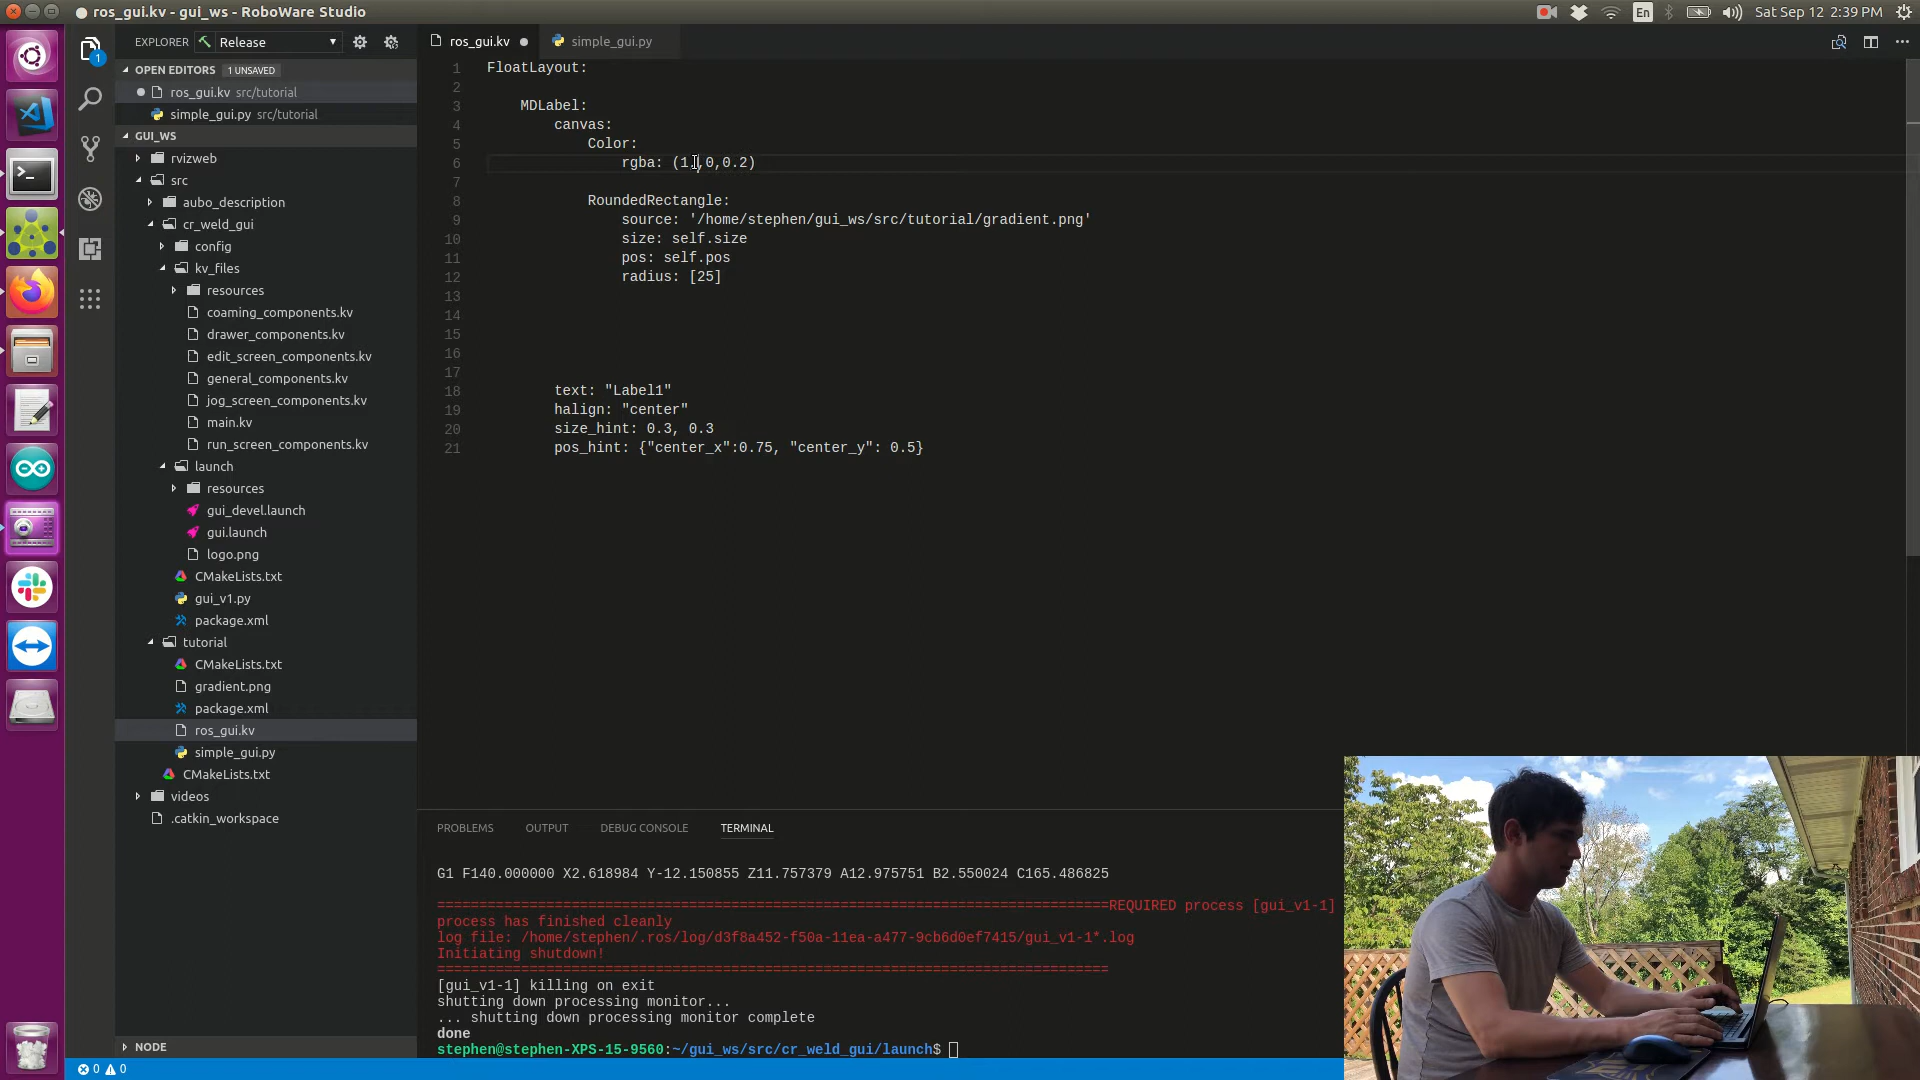 ros_gui.kv - gui_ws - RoboWare Studio
En
Sat Sep 12 2:39 PM
EXPLORER
Release
ros_gui.kv
simple_gui.py
OPEN EDITORS 1 UNSAVED
ros_gui.kv src/tutorial
simple_gui.py src/tutorial
GUI_WS
rvizweb
src
aubo_description
cr_weld_gui
config
kv_files
resources
coaming_components.kv
drawer_components.kv
edit_screen_components.kv
general_components.kv
jog_screen_components.kv
main.kv
run_screen_components.kv
launch
resources
gui_devel.launch
gui.launch
logo.png
CMakeLists.txt
gui_v1.py
package.xml
tutorial
CMakeLists.txt
gradient.png
package.xml
ros_gui.kv
simple_gui.py
CMakeLists.txt
videos
.catkin_workspace
NODE
1 FloatLayout:
2
3 MDLabel:
4 canvas:
5 Color:
6 rgba: (1,,0,0.2)
7
8 RoundedRectangle:
9 source: '/home/stephen/gui_ws/src/tutorial/gradient.png'
10 size: self.size
11 pos: self.pos
12 radius: [25]
13
14
15
16
17
18 text: "Label1"
19 halign: "center"
20 size_hint: 0.3, 0.3
21 pos_hint: {"center_x":0.75, "center_y": 0.5}
PROBLEMS OUTPUT DEBUG CONSOLE TERMINAL
G1 F140.000000 X2.618984 Y-12.150855 Z11.757379 A12.975751 B2.550024 C165.486825
================================================================================REQUIRED process [gui_v1-1]
process has finished cleanly
log file: /home/stephen/.ros/log/d3f8a452-f50a-11ea-a477-9cb6d0ef7415/gui_v1-1*.log
Initiating shutdown!
================================================================================
[gui_v1-1] killing on exit
shutting down processing monitor...
... shutting down processing monitor complete
done
stephen@stephen-XPS-15-9560:~/gui_ws/src/cr_weld_gui/launch$
0 0
1